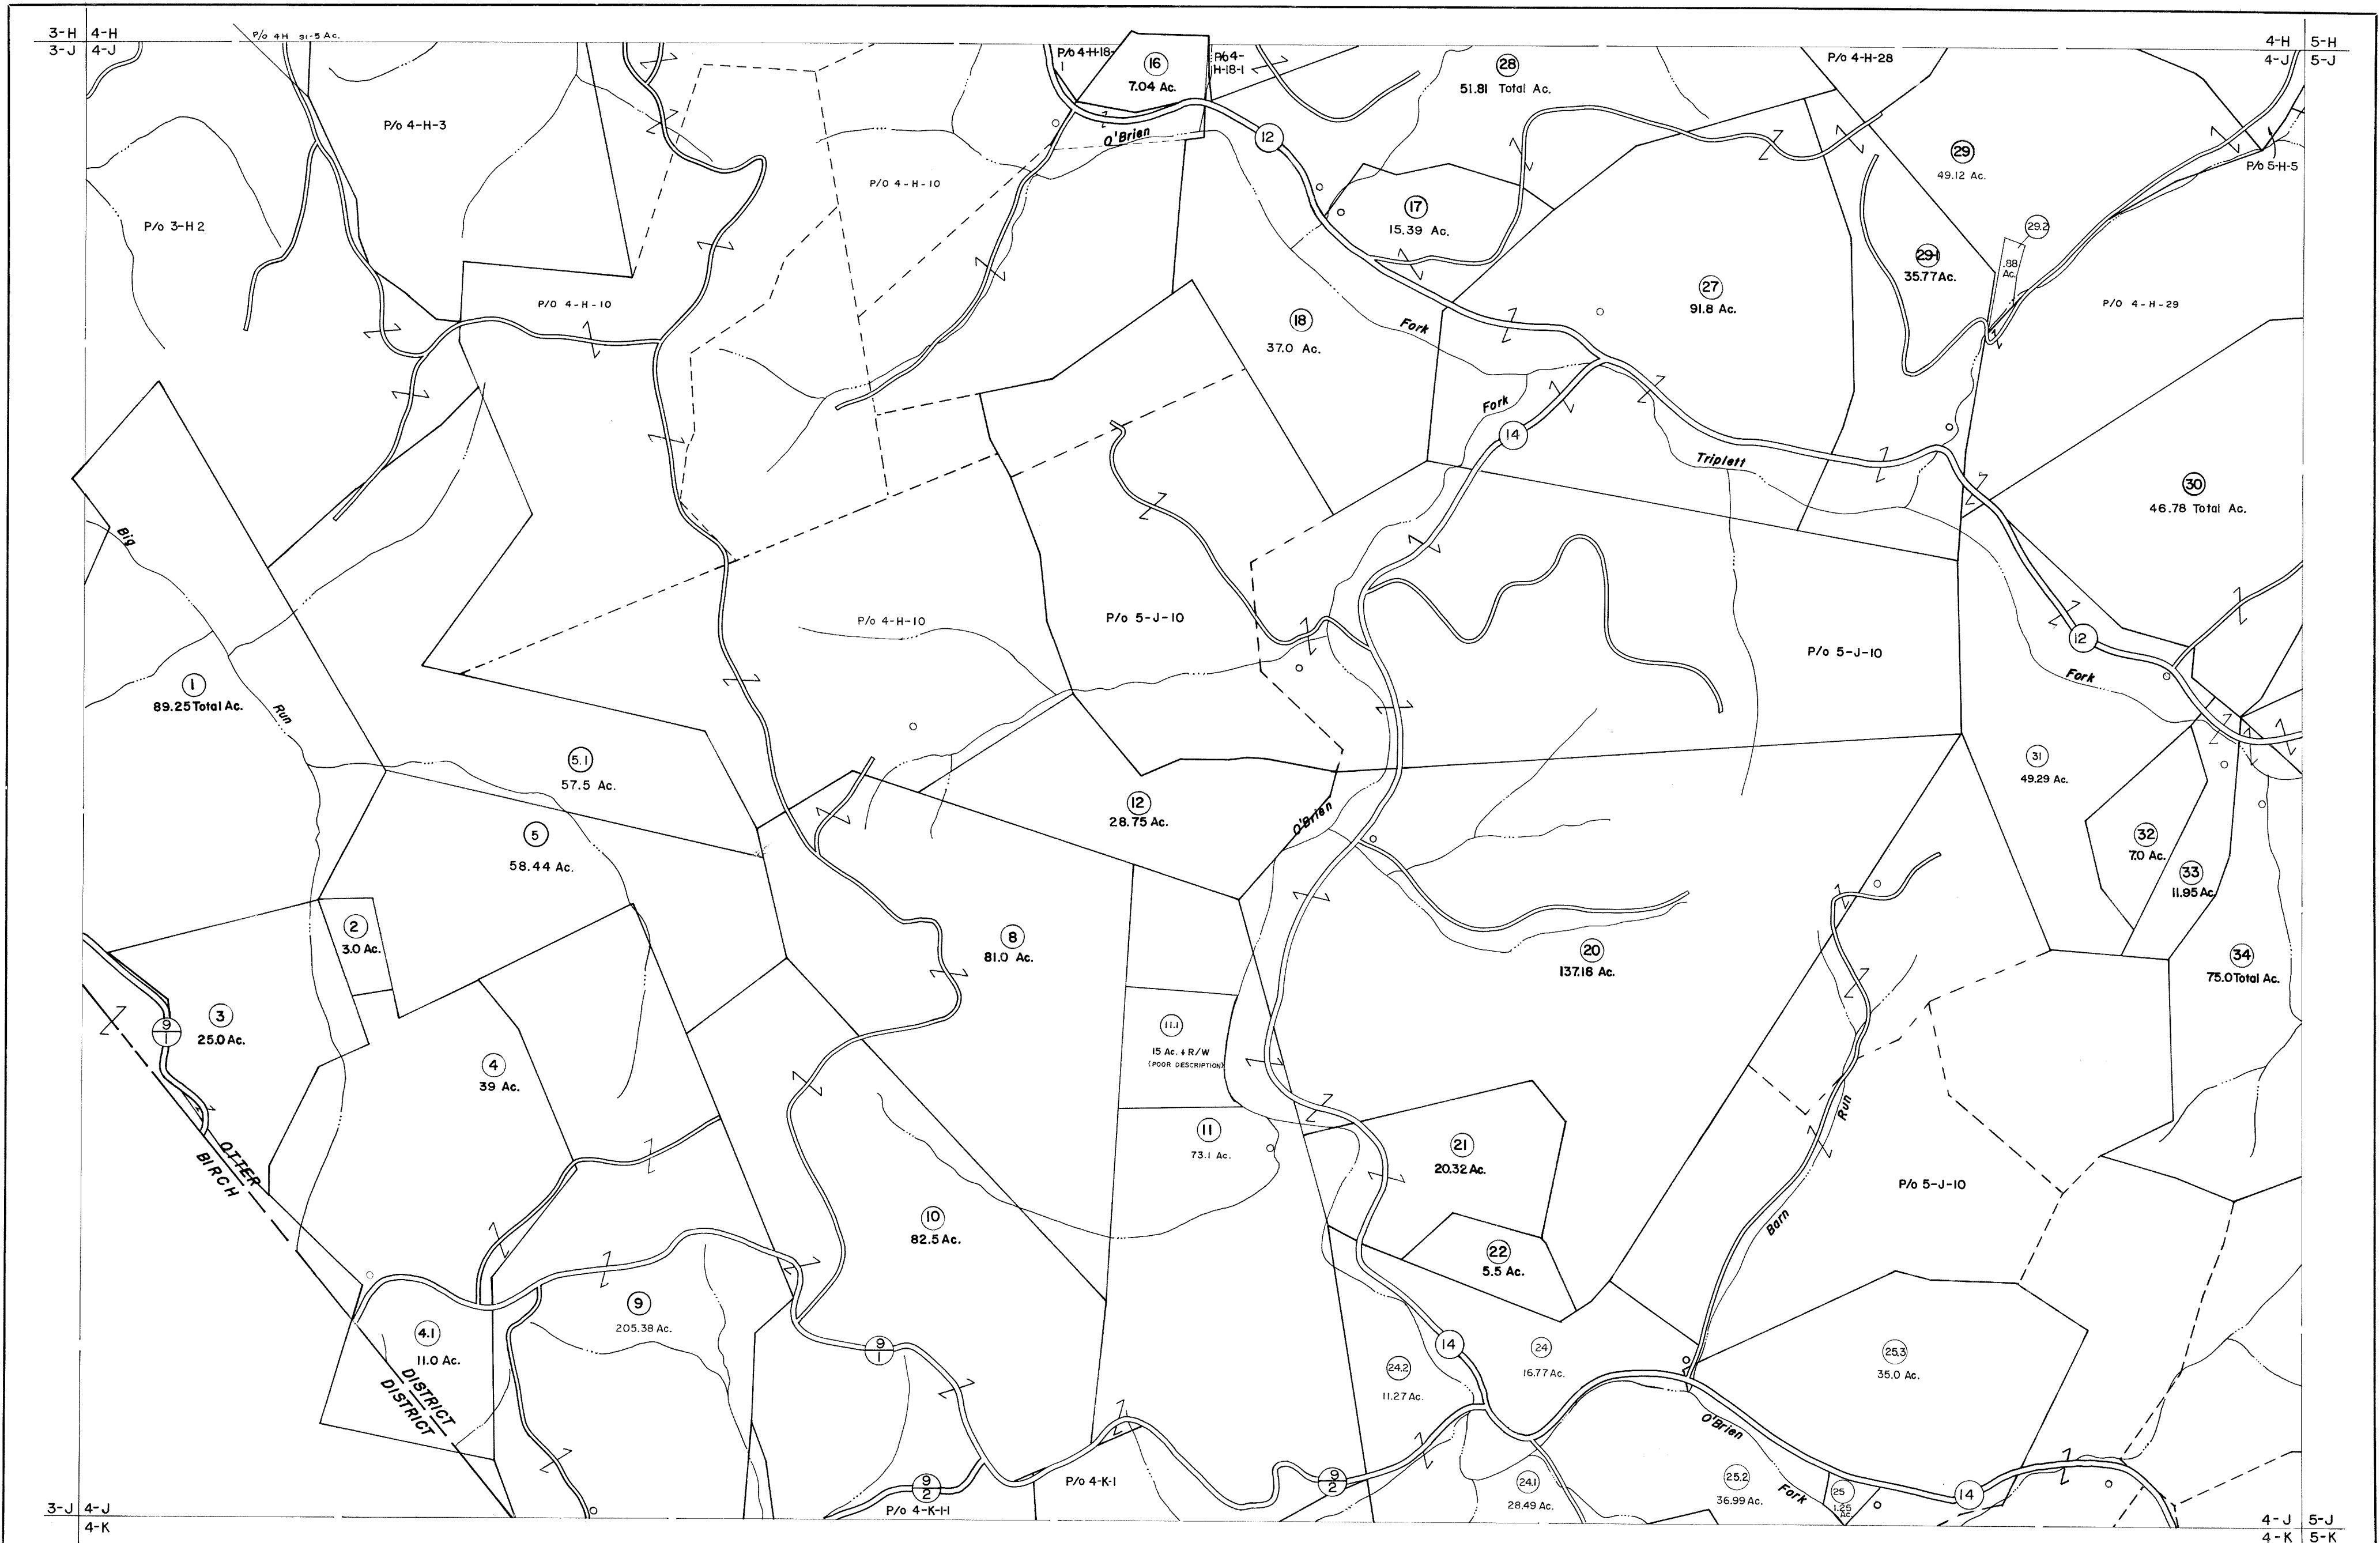 3-H 4-H
3-J 4-J
P/o 4H 31-5 Ac.
P/o 4-H-18-1
16
7.04 Ac.
P/o 4-H-18-1
28
51.81 Total Ac.
P/o 4-H-28
4-H 5-H
4-J 5-J
P/o 4-H-3
O'Brien
12
29
49.12 Ac.
P/o 5-H-5
P/O 4-H-10
P/o 3-H 2
17
15.39 Ac.
29.2
29.1
35.77 Ac.
.88
Ac.
P/O 4-H-10
27
91.8 Ac.
P/O 4-H-29
18
37.0 Ac.
Fork
Fork
14
Triplett
30
46.78 Total Ac.
Big
P/o 4-H-10
P/o 5-J-10
P/o 5-J-10
12
Fork
1
89.25 Total Ac.
Run
5.1
57.5 Ac.
31
49.29 Ac.
12
28.75 Ac.
O'Brien
5
58.44 Ac.
32
7.0 Ac.
33
11.95 Ac.
2
3.0 Ac.
8
81.0 Ac.
20
137.18 Ac.
34
75.0 Total Ac.
3
25.0 Ac.
9
1
11.1
15 Ac. + R/W
(POOR DESCRIPTION)
4
39 Ac.
Run
11
73.1 Ac.
21
20.32 Ac.
OTTER
BIRCH
P/o 5-J-10
10
82.5 Ac.
Barn
22
5.5 Ac.
9
205.38 Ac.
4.1
11.0 Ac.
9
1
14
24
16.77 Ac.
24.2
11.27 Ac.
25.3
35.0 Ac.
DISTRICT
DISTRICT
O'Brien
9
2
P/o 4-K-1
9
2
24.1
28.49 Ac.
25.2
36.99 Ac.
Fork
25
1.25
Ac.
14
P/o 4-K-1-1
3-J 4-J
4-K
4-J 5-J
4-K 5-K